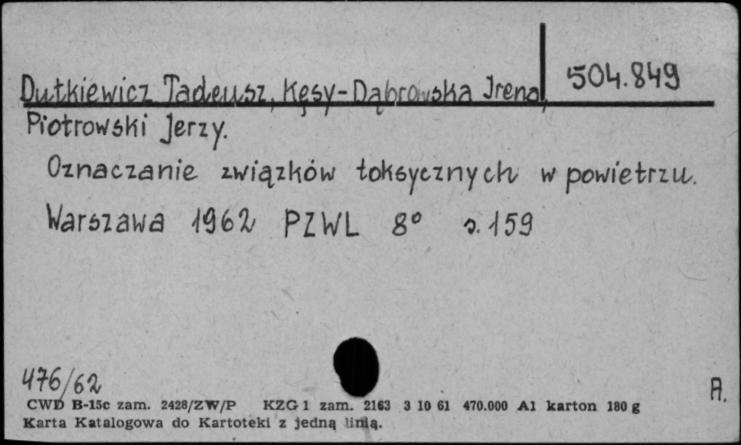 504.849
Dutkiewicz Tadeusz, Kęsy-Dąbrowska Irena,
Piotrowski Jerzy.
Oznaczanie związków toksycznych w powietrzu.
Warszawa 1962 PZWL 8° s. 159
476/62
A.
CWD B-15c zam. 2428/ZW/P KZG 1 zam. 2163 3 10 61 470.000 A1 karton 180 g
Karta Katalogowa do Kartoteki z jedną linią.